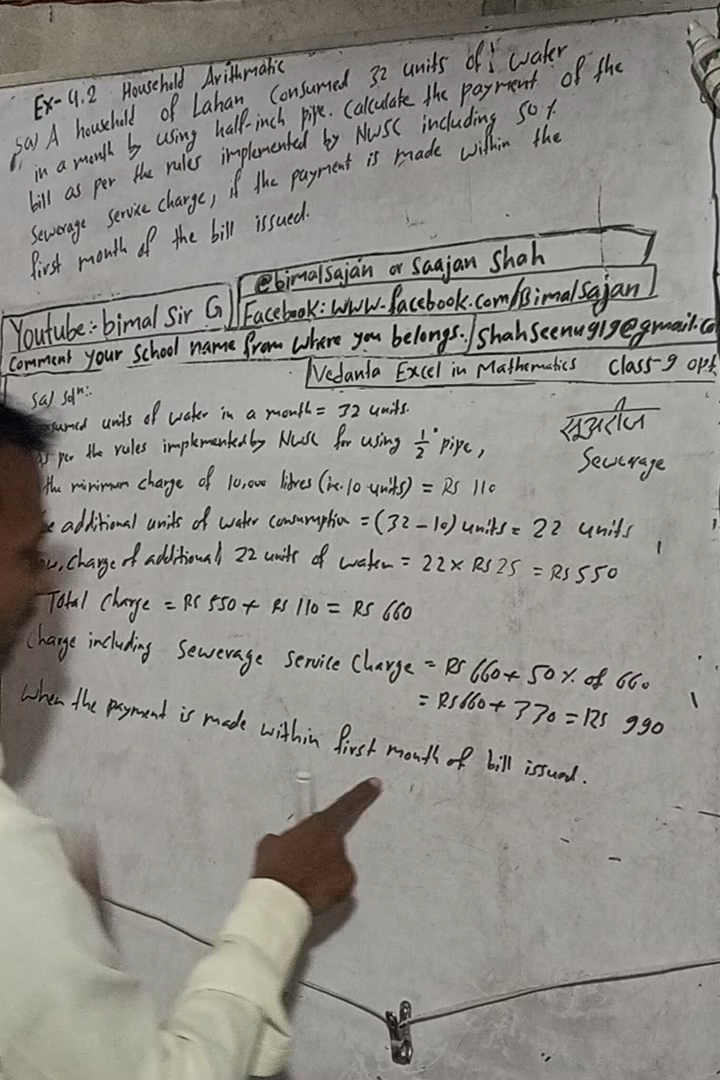 Ex- 4.2 Household Arithmatic
5a) A household of Lahan Consumed 32 units of water
in a month by using half-inch pipe. Calculate the payment of the
bill as per the rules implemented by NWSC including 50%
Sewerage service charge, if the payment is made within the
first month of the bill issued.
@bimalsajan or Saajan Shah
Youtube:- bimal Sir G
Facebook: www.facebook.com/Bimalsajan
Comment your School name from where you belongs.
shahseenu919@gmail.co
Vedanta Excel in Mathematics Class-9 opt
5a) Solⁿ:
sumed units of water in a month = 32 units.
s per the rules implemented by NWSC for using 1/2" pipe,
the minimum charge of 10,000 litres (i.e. 10 units) = RS 110
सुअरीज
Sewerage
e additional units of water consumption = (32 - 10) units = 22 units
w, Charge of additional 22 units of water = 22 x RS 25 = RS 550
Total Charge = RS 550 + RS 110 = RS 660
Charge including Sewerage service Charge = RS 660 + 50% of 660
= RS 660 + 330 = RS 990
When the payment is made within first month of bill issued.